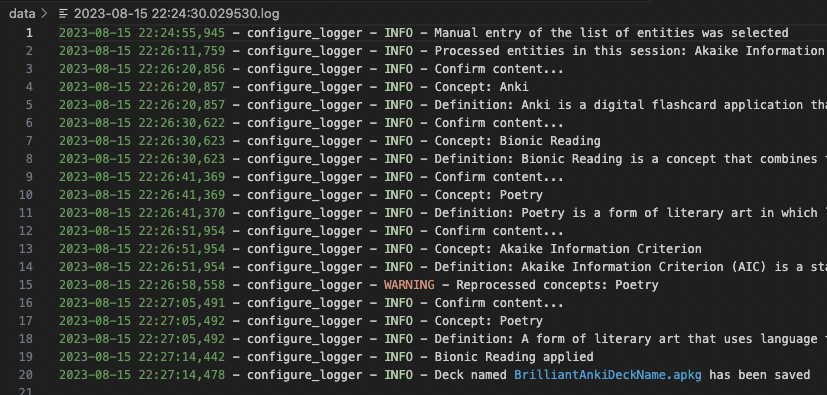 data > 2023-08-15 22:24:30.029530.log
1 2023-08-15 22:24:55,945 - configure_logger - INFO - Manual entry of the list of entities was selected
2 2023-08-15 22:26:11,759 - configure_logger - INFO - Processed entities in this session: Akaike Information
3 2023-08-15 22:26:20,856 - configure_logger - INFO - Confirm content...
4 2023-08-15 22:26:20,857 - configure_logger - INFO - Concept: Anki
5 2023-08-15 22:26:20,857 - configure_logger - INFO - Definition: Anki is a digital flashcard application
6 2023-08-15 22:26:30,622 - configure_logger - INFO - Confirm content...
7 2023-08-15 22:26:30,623 - configure_logger - INFO - Concept: Bionic Reading
8 2023-08-15 22:26:30,623 - configure_logger - INFO - Definition: Bionic Reading is a concept that combines
9 2023-08-15 22:26:41,369 - configure_logger - INFO - Confirm content...
10 2023-08-15 22:26:41,369 - configure_logger - INFO - Concept: Poetry
11 2023-08-15 22:26:41,370 - configure_logger - INFO - Definition: Poetry is a form of literary art in which
12 2023-08-15 22:26:51,954 - configure_logger - INFO - Confirm content...
13 2023-08-15 22:26:51,954 - configure_logger - INFO - Concept: Akaike Information Criterion
14 2023-08-15 22:26:51,954 - configure_logger - INFO - Definition: Akaike Information Criterion (AIC) is a
15 2023-08-15 22:26:58,558 - configure_logger - WARNING - Reprocessed concepts: Poetry
16 2023-08-15 22:27:05,491 - configure_logger - INFO - Confirm content...
17 2023-08-15 22:27:05,492 - configure_logger - INFO - Concept: Poetry
18 2023-08-15 22:27:05,492 - configure_logger - INFO - Definition: A form of literary art that uses language
19 2023-08-15 22:27:14,442 - configure_logger - INFO - Bionic Reading applied
20 2023-08-15 22:27:14,478 - configure_logger - INFO - Deck named BrilliantAnkiDeckName.apkg has been saved
21